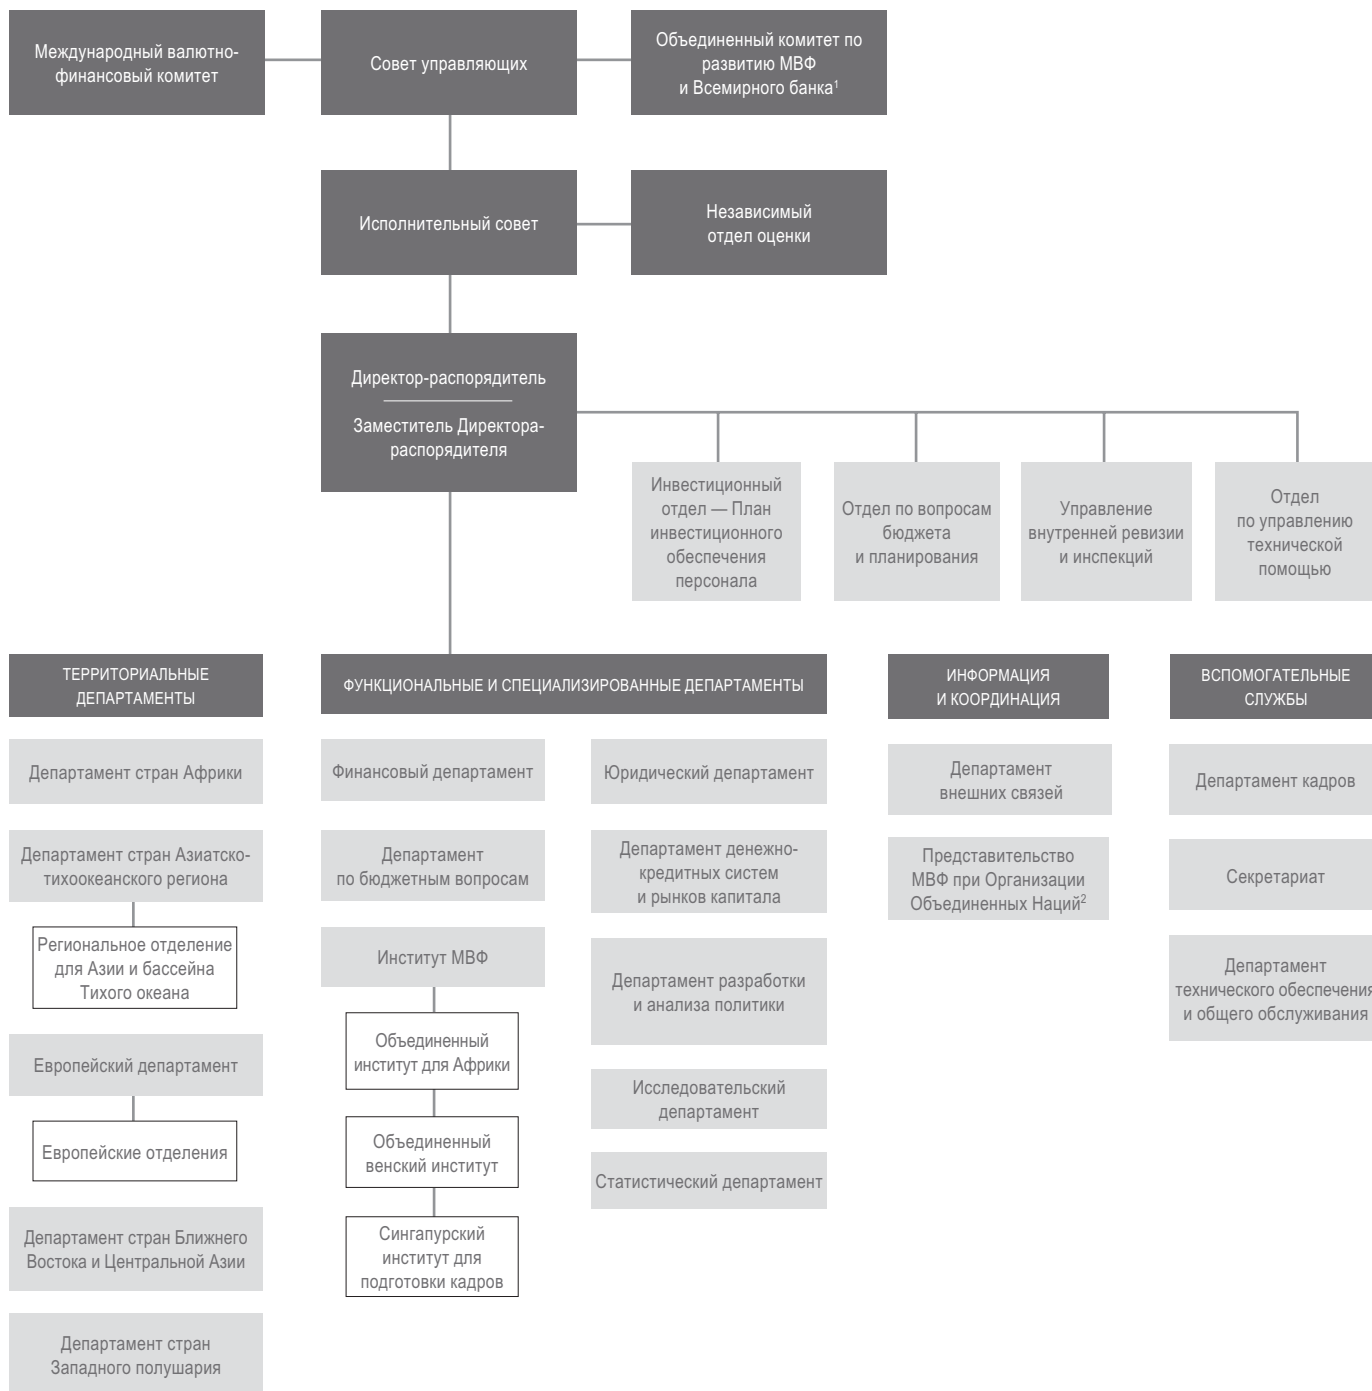 Международный валютно-
финансовый комитет
Совет управляющих
Объединенный комитет по
развитию МВФ
и Всемирного банка¹
Исполнительный совет
Независимый
отдел оценки
Директор-распорядитель
Заместитель Директора-
распорядителя
Инвестиционный
отдел — План
инвестиционного
обеспечения
персонала
Отдел по вопросам
бюджета
и планирования
Управление
внутренней ревизии
и инспекций
Отдел
по управлению
технической
помощью
ТЕРРИТОРИАЛЬНЫЕ
ДЕПАРТАМЕНТЫ
Департамент стран Африки
Департамент стран Азиатско-
тихоокеанского региона
Региональное отделение
для Азии и бассейна
Тихого океана
Европейский департамент
Европейские отделения
Департамент стран Ближнего
Востока и Центральной Азии
Департамент стран
Западного полушария
ФУНКЦИОНАЛЬНЫЕ И СПЕЦИАЛИЗИРОВАННЫЕ ДЕПАРТАМЕНТЫ
Финансовый департамент
Департамент
по бюджетным вопросам
Институт МВФ
Объединенный
институт для Африки
Объединенный
венский институт
Сингапурский
институт для
подготовки кадров
Юридический департамент
Департамент денежно-
кредитных систем
и рынков капитала
Департамент разработки
и анализа политики
Исследовательский
департамент
Статистический департамент
ИНФОРМАЦИЯ
И КООРДИНАЦИЯ
Департамент
внешних связей
Представительство
МВФ при Организации
Объединенных Наций²
ВСПОМОГАТЕЛЬНЫЕ
СЛУЖБЫ
Департамент кадров
Секретариат
Департамент
технического обеспечения
и общего обслуживания